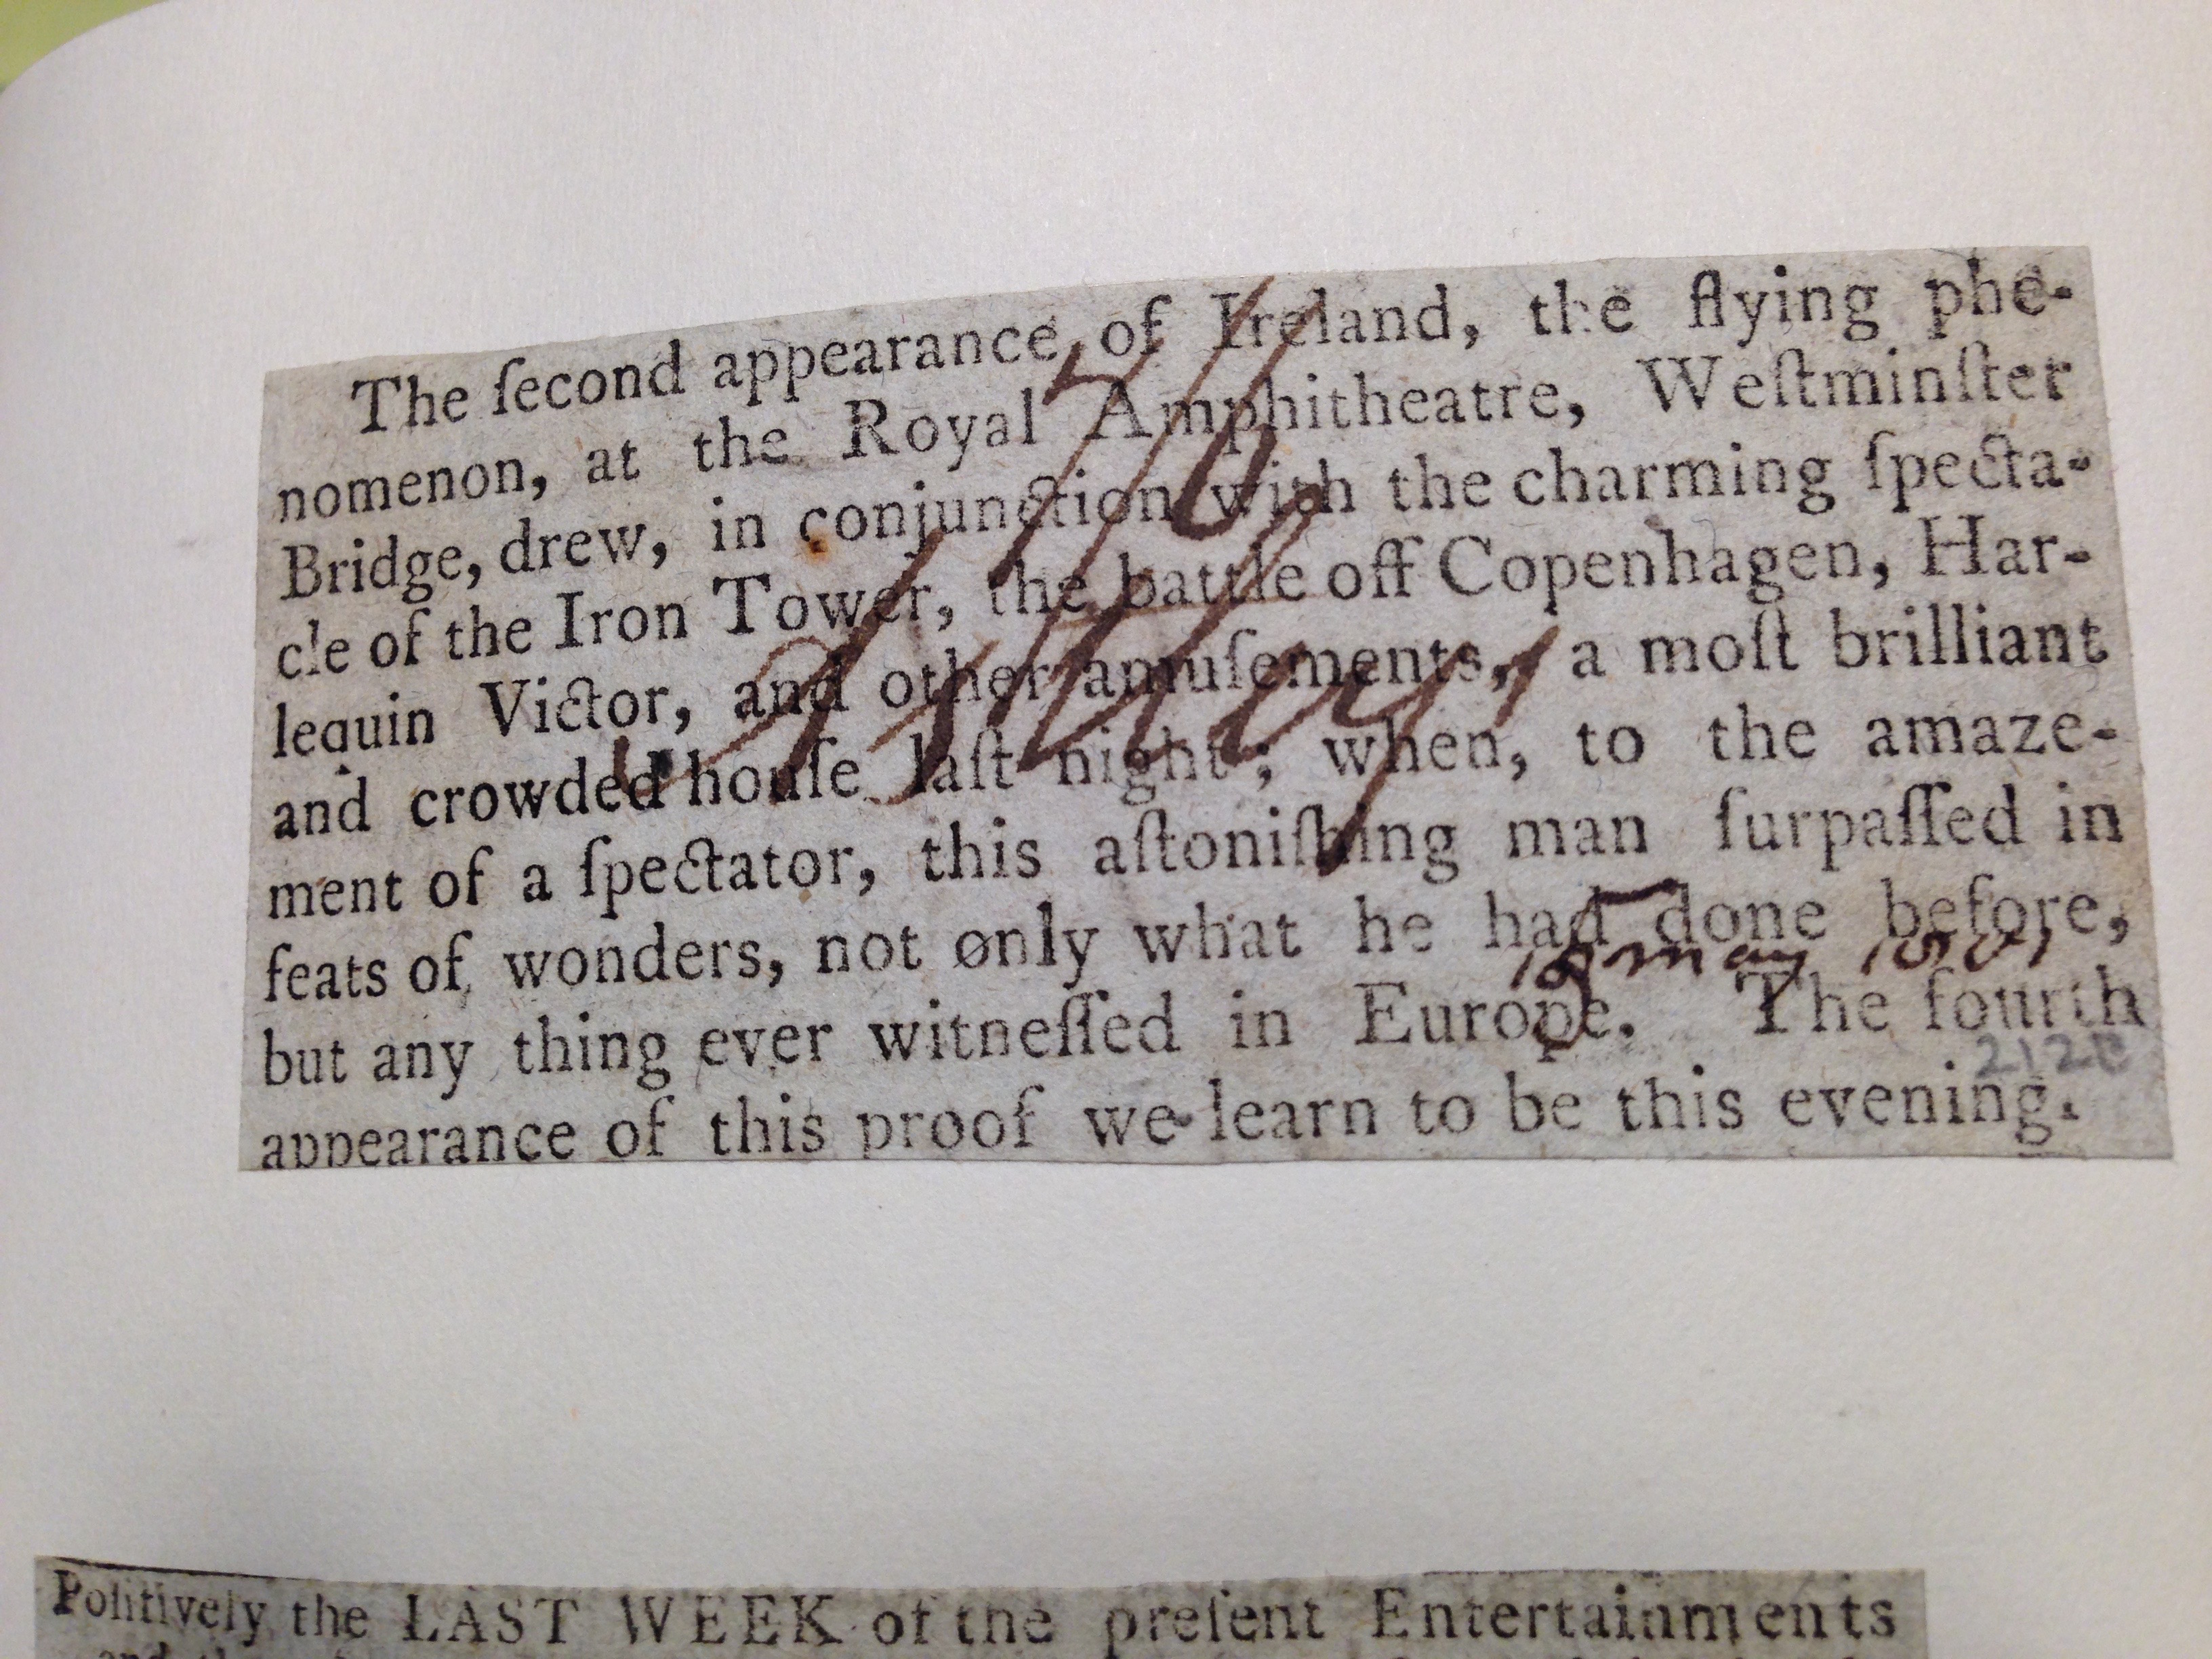 The ſecond appearance of Ireland, the flying phe-
nomenon, at the Royal Amphitheatre, Weſtminſter
Bridge, drew, in conjunction with the charming ſpecta-
cle of the Iron Tower, the battle off Copenhagen, Har-
lequin Victor, and other amuſements, a moſt brilliant
and crowded houſe laſt night; when, to the amaze-
ment of a ſpectator, this aſtoniſhing man ſurpaſſed in
feats of wonders, not only what he had done before,
but any thing ever witneſſed in Europe. The fourth
appearance of this proof we learn to be this evening.
Astleys
may 1801
212
Poſitively the LAST WEEK of the preſent Entertainments